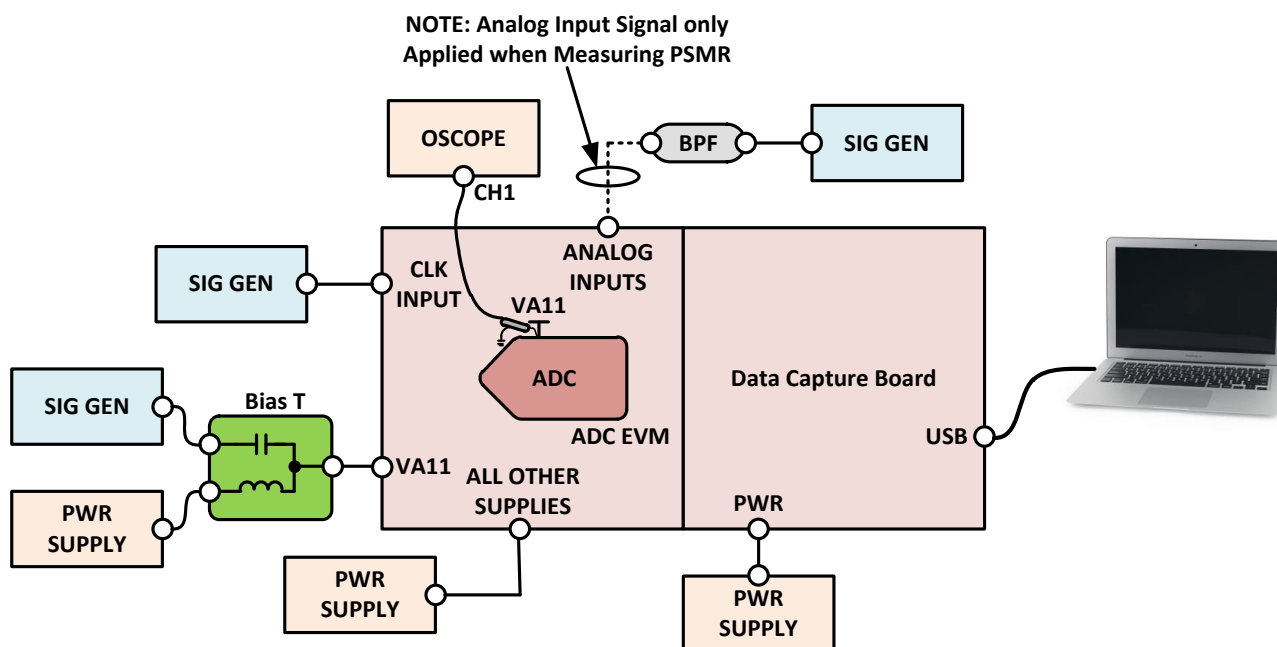 NOTE: Analog Input Signal only
Applied when Measuring PSMR
OSCOPE
CH1
BPF
SIG GEN
SIG GEN
CLK
INPUT
ANALOG
INPUTS
VA11
ADC
ADC EVM
Data Capture Board
USB
SIG GEN
Bias T
VA11
PWR
SUPPLY
ALL OTHER
SUPPLIES
PWR
PWR
SUPPLY
PWR
SUPPLY